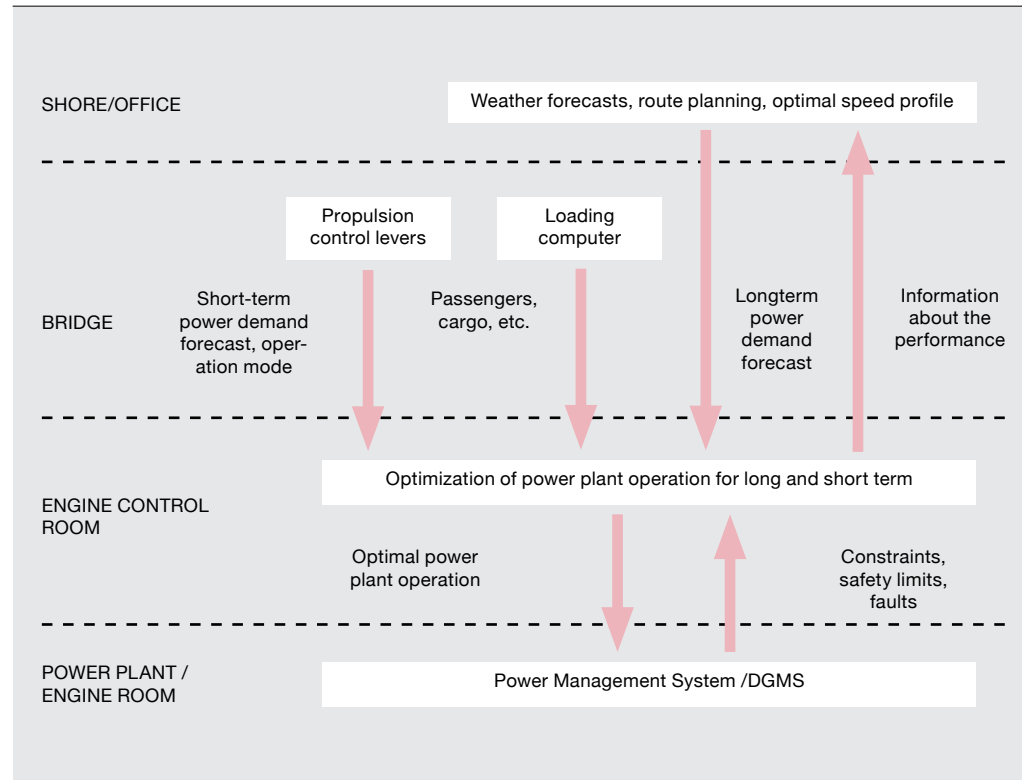 SHORE/OFFICE
Weather forecasts, route planning, optimal speed profile
Propulsion
control levers
Loading
computer
BRIDGE
Short-term
power demand
forecast, oper-
ation mode
Passengers,
cargo, etc.
Longterm
power
demand
forecast
Information
about the
performance
Optimization of power plant operation for long and short term
ENGINE CONTROL
ROOM
Optimal power
plant operation
Constraints,
safety limits,
faults
POWER PLANT /
ENGINE ROOM
Power Management System /DGMS